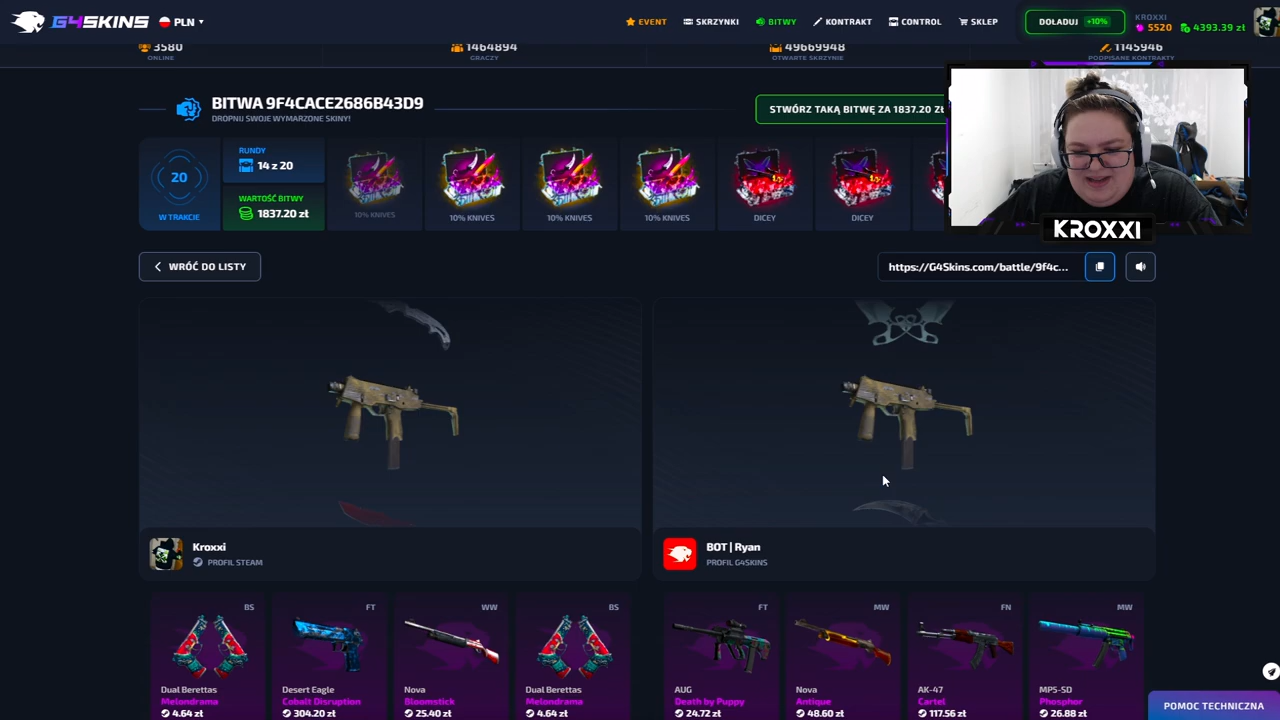 G4SKINS PLN
EVENT SKRZYNKI BITWY KONTRAKT CONTROL SKLEP
DOŁADUJ +10%
KROXXI
5520 4393.39 zł
3580 1464894 49669948 1145946
ONLINE GRACZY OTWARTE SKRZYNIE PODPISANE KONTRAKTY
BITWA 9F4CACE2686B43D9
DROPNIJ SWOJE WYMARZONE SKINY!
STWÓRZ TAKĄ BITWĘ ZA 1837.20 ZŁ
20
W TRAKCIE
RUNDY
14 z 20
WARTOŚĆ BITWY
1837.20 zł
10% KNIVES 10% KNIVES 10% KNIVES 10% KNIVES DICEY DICEY
KROXXI
WRÓĆ DO LISTY
https://G4Skins.com/battle/9f4c...
Kroxxi
PROFIL STEAM
BOT | Ryan
PROFIL G4SKINS
BS FT WW BS FT MW FN MW
Dual Berettas Desert Eagle Nova Dual Berettas AUG Nova AK-47 MP5-SD
Melondrama Cobalt Disruption Bloomstick Melondrama Death by Puppy Antique Cartel Phosphor
4.64 zł 304.20 zł 25.40 zł 4.64 zł 24.72 zł 48.60 zł 117.56 zł 26.88 zł
POMOC TECHNICZNA